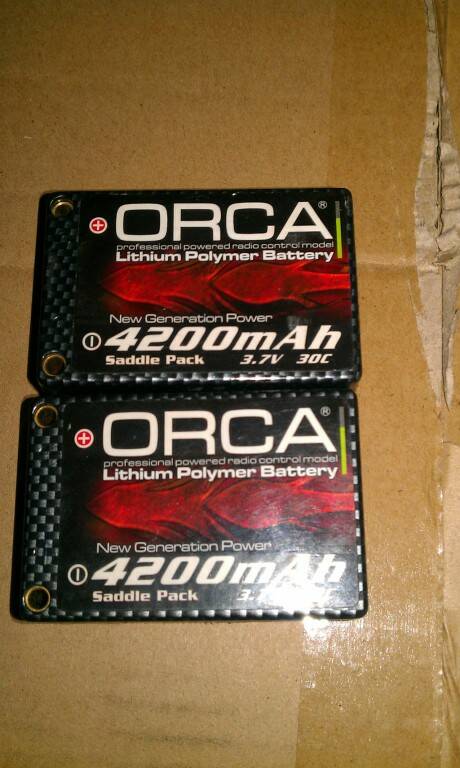 ORCA®
professional powered radio control model
Lithium Polymer Battery
New Generation Power
4200mAh
Saddle Pack 3.7V 30C
ORCA®
professional powered radio control model
Lithium Polymer Battery
New Generation Power
4200mAh
Saddle Pack